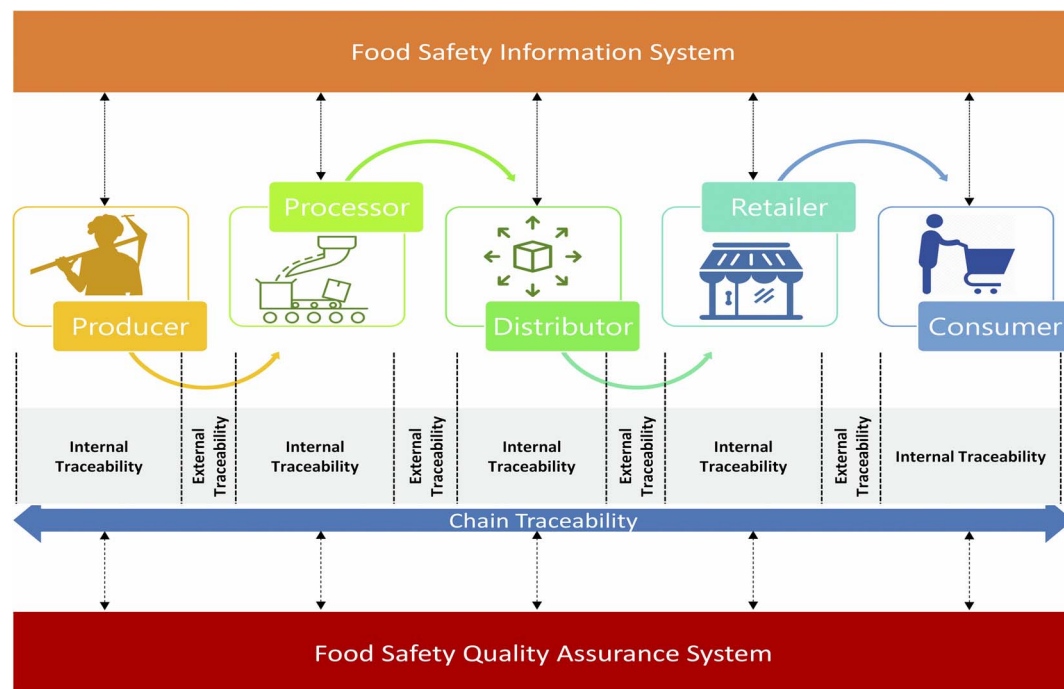 Food Safety Information System
Processor
Retailer
Producer
Distributor
Consumer
Internal
Traceability
External
Traceability
Internal
Traceability
External
Traceability
Internal
Traceability
External
Traceability
Internal
Traceability
External
Traceability
Internal Traceability
Chain Traceability
Food Safety Quality Assurance System